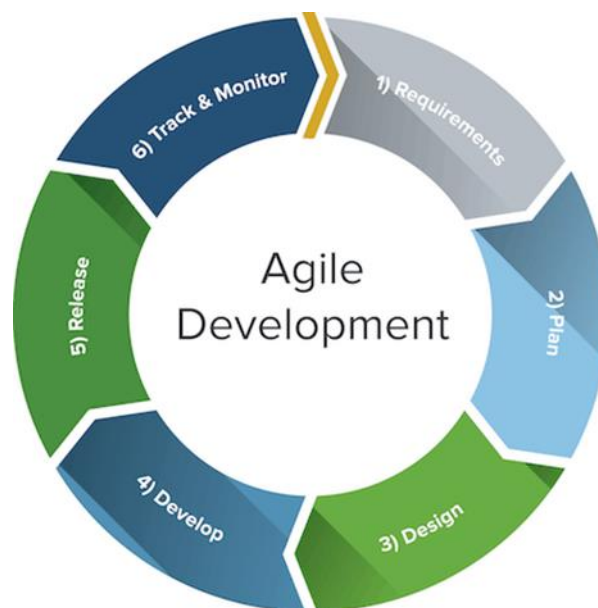 Agile
Development
1) Requirements
2) Plan
3) Design
4) Develop
5) Release
6) Track & Monitor